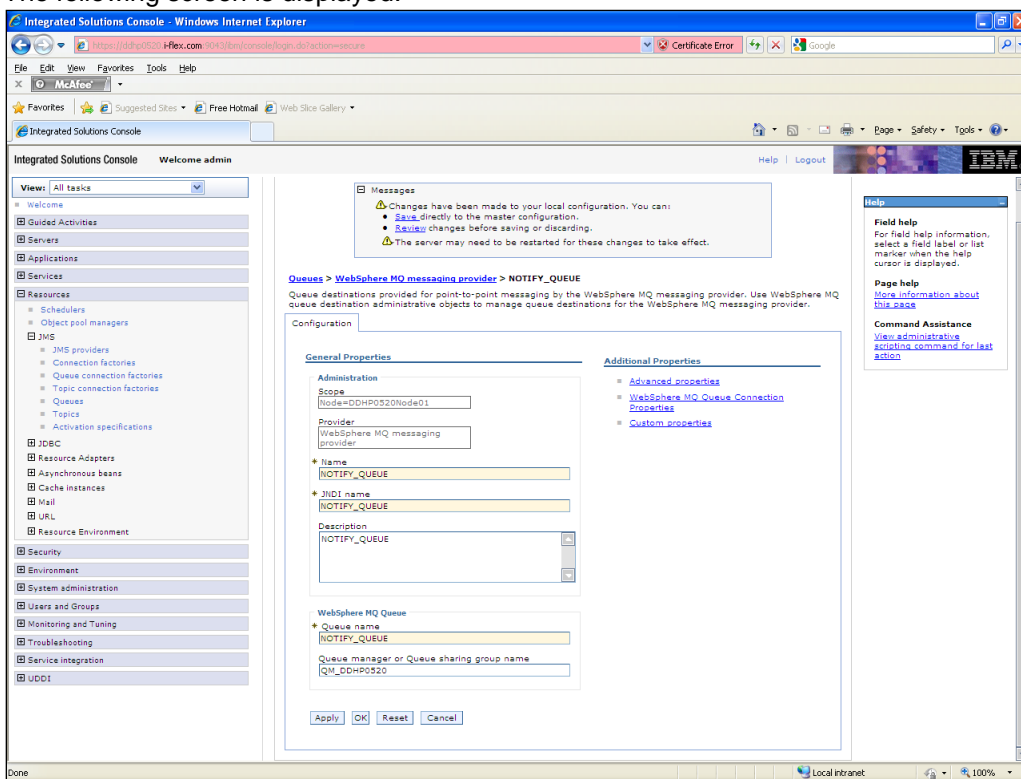 The following screen is displayed.
Integrated Solutions Console - Windows Internet Explorer
https://ddhp0520.i-flex.com:9043/ibm/console/login.do?action=secure
Certificate Error
Google
File Edit View Favorites Tools Help
x McAfee
Favorites Suggested Sites Free Hotmail Web Slice Gallery
Integrated Solutions Console
Page Safety Tools
Integrated Solutions Console Welcome admin
Help | Logout
IBM
View: All tasks
Welcome
Guided Activities
Servers
Applications
Services
Resources
Schedulers
Object pool managers
JMS
JMS providers
Connection factories
Queue connection factories
Topic connection factories
Queues
Topics
Activation specifications
JDBC
Resource Adapters
Asynchronous beans
Cache instances
Mail
URL
Resource Environment
Security
Environment
System administration
Users and Groups
Monitoring and Tuning
Troubleshooting
Service integration
UDDI
Messages
Changes have been made to your local configuration. You can:
Save directly to the master configuration.
Review changes before saving or discarding.
The server may need to be restarted for these changes to take effect.
Queues > WebSphere MQ messaging provider > NOTIFY_QUEUE
Queue destinations provided for point-to-point messaging by the WebSphere MQ messaging provider. Use WebSphere MQ
queue destination administrative objects to manage queue destinations for the WebSphere MQ messaging provider.
Configuration
General Properties
Administration
Scope
Node=DDHP0520Node01
Provider
WebSphere MQ messaging
provider
* Name
NOTIFY_QUEUE
* JNDI name
NOTIFY_QUEUE
Description
NOTIFY_QUEUE
WebSphere MQ Queue
* Queue name
NOTIFY_QUEUE
Queue manager or Queue sharing group name
QM_DDHP0520
Apply OK Reset Cancel
Additional Properties
Advanced properties
WebSphere MQ Queue Connection
Properties
Custom properties
Help
Field help
For field help information,
select a field label or list
marker when the help
cursor is displayed.
Page help
More information about
this page
Command Assistance
View administrative
scripting command for last
action
Done
Local intranet
100%